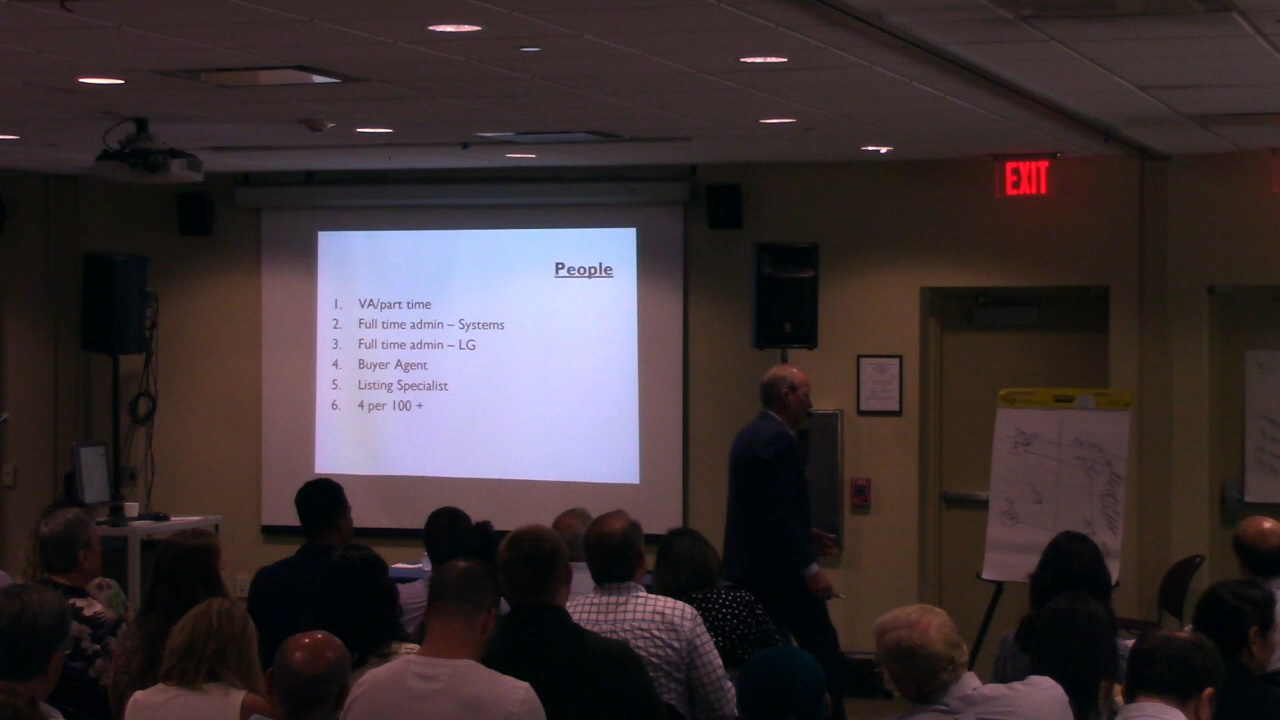 People
1. VA/part time
2. Full time admin – Systems
3. Full time admin – LG
4. Buyer Agent
5. Listing Specialist
6. 4 per 100 +
EXIT